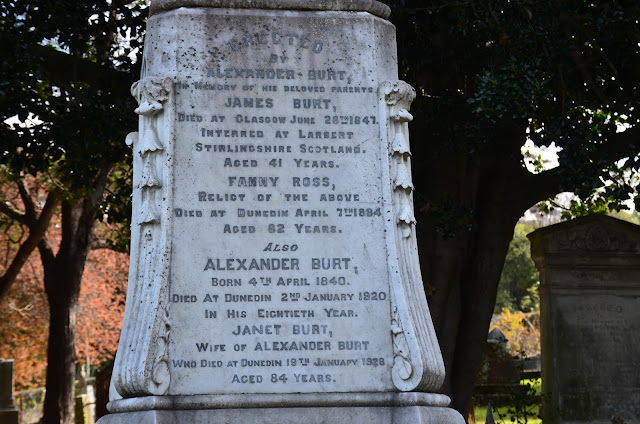 ERECTED
BY
ALEXANDER BURT,
IN MEMORY OF HIS BELOVED PARENTS
JAMES BURT,
DIED AT GLASGOW JUNE 28TH 1847.
INTERRED AT LARBERT
STIRLINGSHIRE SCOTLAND.
AGED 41 YEARS.
FANNY ROSS,
RELICT OF THE ABOVE
DIED AT DUNEDIN APRIL 7TH 1884
AGED 82 YEARS.
ALSO
ALEXANDER BURT,
BORN 4TH APRIL 1840.
DIED AT DUNEDIN 2ND JANUARY 1920
IN HIS EIGHTIETH YEAR.
JANET BURT,
WIFE OF ALEXANDER BURT
WHO DIED AT DUNEDIN 19TH JANUARY 1928
AGED 84 YEARS.